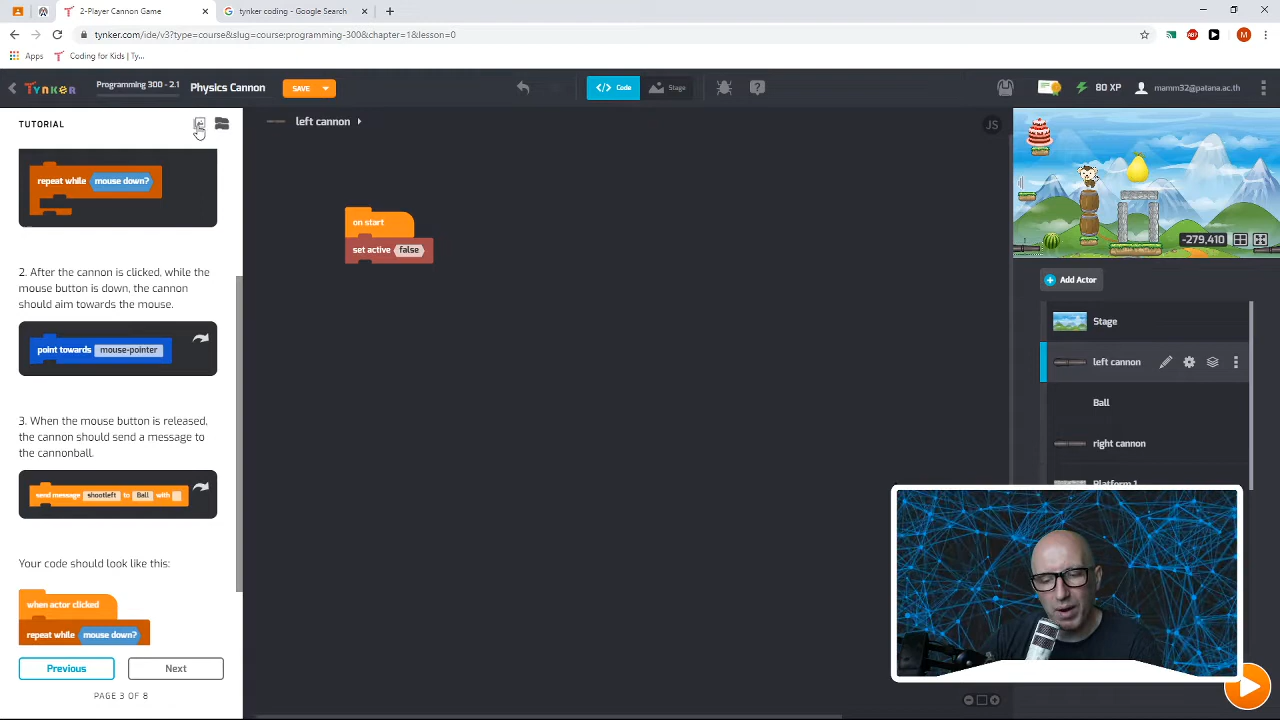 2-Player Cannon Game
tynker coding - Google Search
tynker.com/ide/v3?type=course&slug=course:programming-300&chapter=1&lesson=0
M
Apps
Coding for Kids | Ty...
Tynker
Programming 300 - 2.1
Physics Cannon
SAVE
</> Code
Stage
80 XP
mamm32@patana.ac.th
TUTORIAL
left cannon
JS
repeat while mouse down?
2. After the cannon is clicked, while the
mouse button is down, the cannon
should aim towards the mouse.
point towards mouse-pointer
3. When the mouse button is released,
the cannon should send a message to
the cannonball.
send message shootleft to Ball with
Your code should look like this:
when actor clicked
repeat while mouse down?
Previous
Next
PAGE 3 OF 8
on start
set active false
-279,410
Add Actor
Stage
left cannon
Ball
right cannon
Platform 1